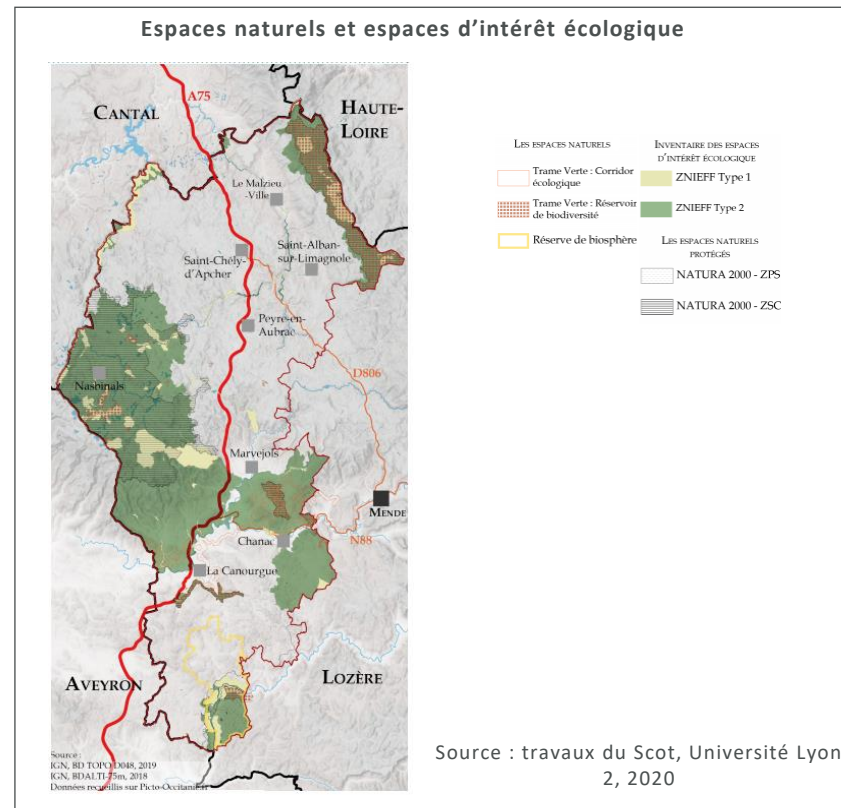 Espaces naturels et espaces d’intérêt écologique
CANTAL
A75
HAUTE-
LOIRE
Le Malzieu
-Ville
Saint-Chély-
d'Apcher
Saint-Alban-
sur-Limagnole
Peyre-en-
Aubrac
D806
Nasbinals
Marvejols
MENDE
Chanac
N88
La Canourgue
AVEYRON
LOZÈRE
Source :
IGN, BD TOPO D048, 2019
IGN, BDALTI-75m, 2018
Données recueillis sur Picto-Occitanie.fr
LES ESPACES NATURELS
Trame Verte : Corridor
écologique
Trame Verte : Réservoir
de biodiversité
Réserve de biosphère
INVENTAIRE DES ESPACES
D'INTÉRÊT ÉCOLOGIQUE
ZNIEFF Type 1
ZNIEFF Type 2
LES ESPACES NATURELS
PROTÉGÉS
NATURA 2000 - ZPS
NATURA 2000 - ZSC
Source : travaux du Scot, Université Lyon
2, 2020